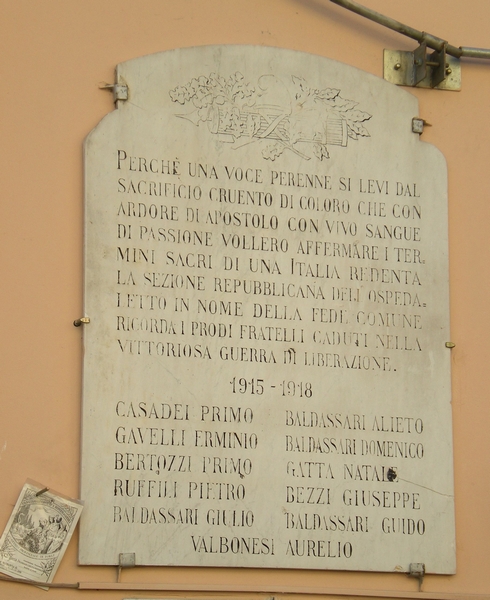 PERCHÈ UNA VOCE PERENNE SI LEVI DAL
SACRIFICIO CRUENTO DI COLORO CHE CON
ARDORE DI APOSTOLO CON VIVO SANGUE
DI PASSIONE VOLLERO AFFERMARE I TER=
MINI SACRI DI UNA ITALIA REDENTA
LA SEZIONE REPUBBLICANA DELL'OSPEDA=
LETTO IN NOME DELLA FEDE COMUNE
RICORDA I PRODI FRATELLI CADUTI NELLA
VITTORIOSA GUERRA DI LIBERAZIONE.
1915-1918
CASADEI PRIMO BALDASSARI ALIETO
GAVELLI ERMINIO BALDASSARI DOMENICO
BERTOZZI PRIMO GATTA NATALE
RUFFILI PIETRO BEZZI GIUSEPPE
BALDASSARI GIULIO BALDASSARI GUIDO
VALBONESI AURELIO